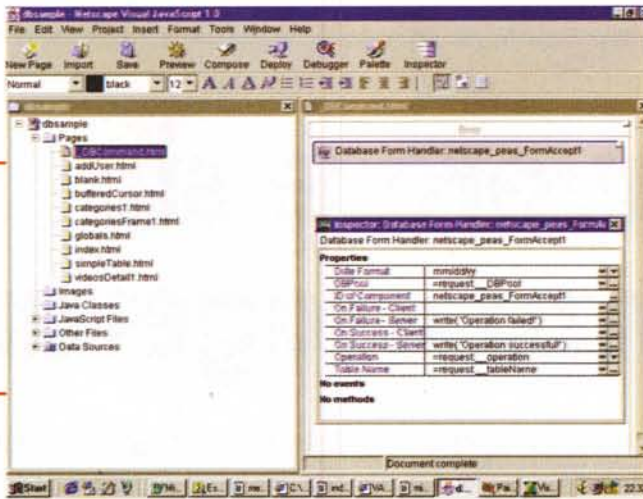 dbsample - Netscape Visual JavaScript 1.0
File Edit View Project Insert Format Tools Window Help
New Page Import Save Preview Compose Deploy Debugger Palette Inspector
Normal black 12
dbsample
dbsample
Pages
_DBCommand.html
addUser.html
blank.html
bufferedCursor.html
categories1.html
categoriesFrame1.html
globals.html
index.html
simpleTable.html
videosDetail1.html
Images
Java Classes
JavaScript Files
Other Files
Data Sources
_DBCommand.html
Database Form Handler: netscape_peas_FormAccept1
Inspector: Database Form Handler: netscape_peas_FormAc
Database Form Handler: netscape_peas_FormAccept1
Properties
Date Format mm/dd/yy
DBPool =request.__DBPool
ID of Component netscape_peas_FormAccept1
On Failure - Client
On Failure - Server write("Operation failed!")
On Success - Client
On Success - Server write("Operation successful!")
Operation =request.__operation
Table Name =request.__tableName
No events
No methods
Document complete
Start